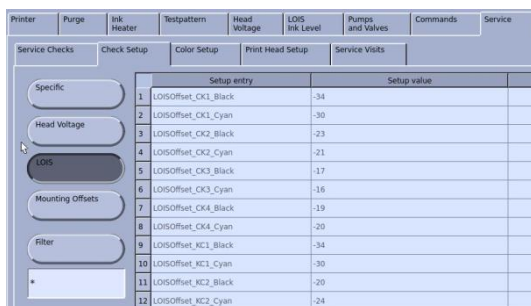 Printer Purge Ink Heater Testpattern Head Voltage LOIS Ink Level Pumps and Valves Commands Service
Service Checks Check Setup Color Setup Print Head Setup Service Visits
Specific
Head Voltage
LOIS
Mounting Offsets
Filter
*
Setup entry Setup value
1 LOISOffset_CK1_Black -34
2 LOISOffset_CK1_Cyan -30
3 LOISOffset_CK2_Black -23
4 LOISOffset_CK2_Cyan -21
5 LOISOffset_CK3_Black -17
6 LOISOffset_CK3_Cyan -16
7 LOISOffset_CK4_Black -19
8 LOISOffset_CK4_Cyan -20
9 LOISOffset_KC1_Black -34
10 LOISOffset_KC1_Cyan -30
11 LOISOffset_KC2_Black -20
12 LOISOffset_KC2_Cyan -24